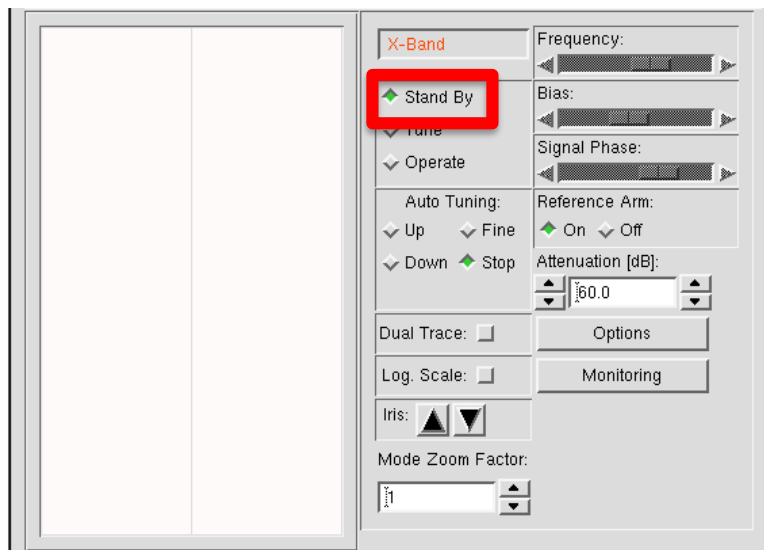 X-Band
Stand By
Tune
Operate
Auto Tuning:
Up Fine
Down Stop
Dual Trace:
Log. Scale:
Iris:
Mode Zoom Factor:
1
Frequency:
Bias:
Signal Phase:
Reference Arm:
On Off
Attenuation [dB]:
60.0
Options
Monitoring